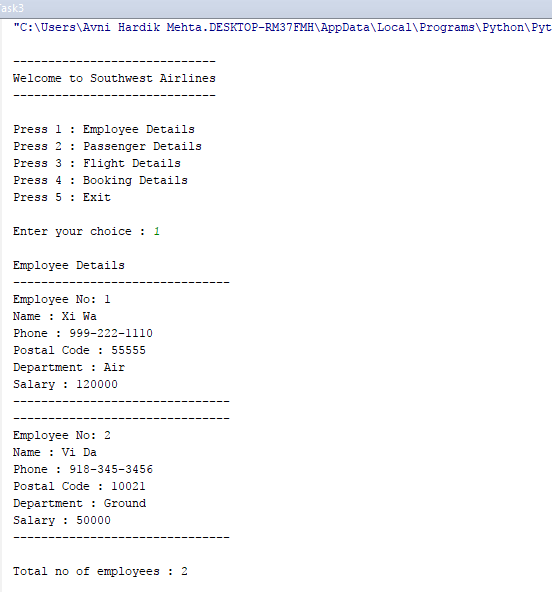 Task3
"C:\Users\Avni Hardik Mehta.DESKTOP-RM37FMH\AppData\Local\Programs\Python\Pyt
-----------------------------
Welcome to Southwest Airlines
-----------------------------
Press 1 : Employee Details
Press 2 : Passenger Details
Press 3 : Flight Details
Press 4 : Booking Details
Press 5 : Exit
Enter your choice : 1
Employee Details
-------------------------------
Employee No: 1
Name : Xi Wa
Phone : 999-222-1110
Postal Code : 55555
Department : Air
Salary : 120000
-------------------------------
-------------------------------
Employee No: 2
Name : Vi Da
Phone : 918-345-3456
Postal Code : 10021
Department : Ground
Salary : 50000
-------------------------------
Total no of employees : 2